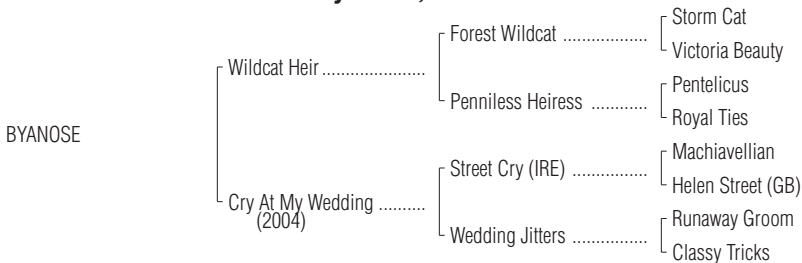 Storm Cat
Forest Wildcat .................
Victoria Beauty
Wildcat Heir ......................
Pentelicus
Penniless Heiress ............
Royal Ties
BYANOSE
Machiavellian
Street Cry (IRE) ................
Helen Street (GB)
Cry At My Wedding ..........
(2004)
Runaway Groom
Wedding Jitters ................
Classy Tricks